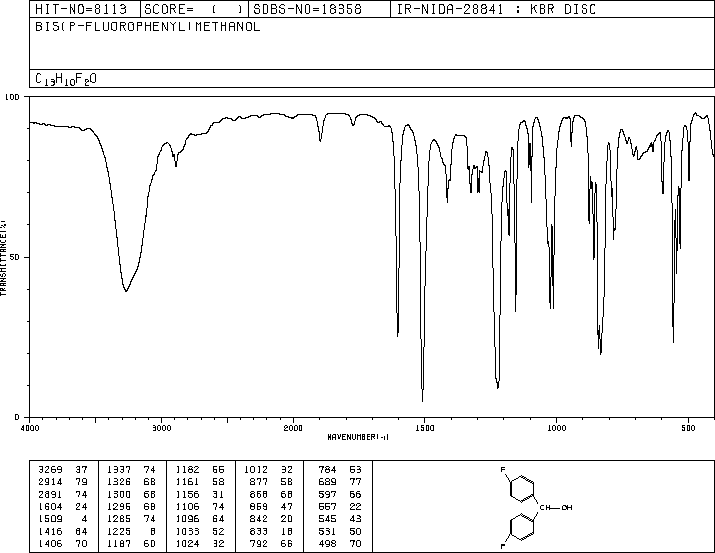 HIT-NO=8113 SCORE= ( ) SDBS-NO=18358 IR-NIDA-28841 : KBR DISC
BIS(P-FLUOROPHENYL)METHANOL
C13H10F2O
100
50
0
TRANSMITTANCE(%)
4000 3000 2000 1500 1000 500
WAVENUMBER(-1)
3269 37 1337 74 1182 66 1012 32 784 63
2914 79 1326 68 1161 58 877 58 689 77
2891 74 1300 68 1156 31 868 68 597 66
1604 24 1296 68 1106 74 859 47 557 22
1509 4 1285 74 1096 64 842 20 545 43
1416 64 1225 8 1033 52 833 18 531 50
1406 70 1187 60 1024 32 792 66 498 70
F
CH—OH
F